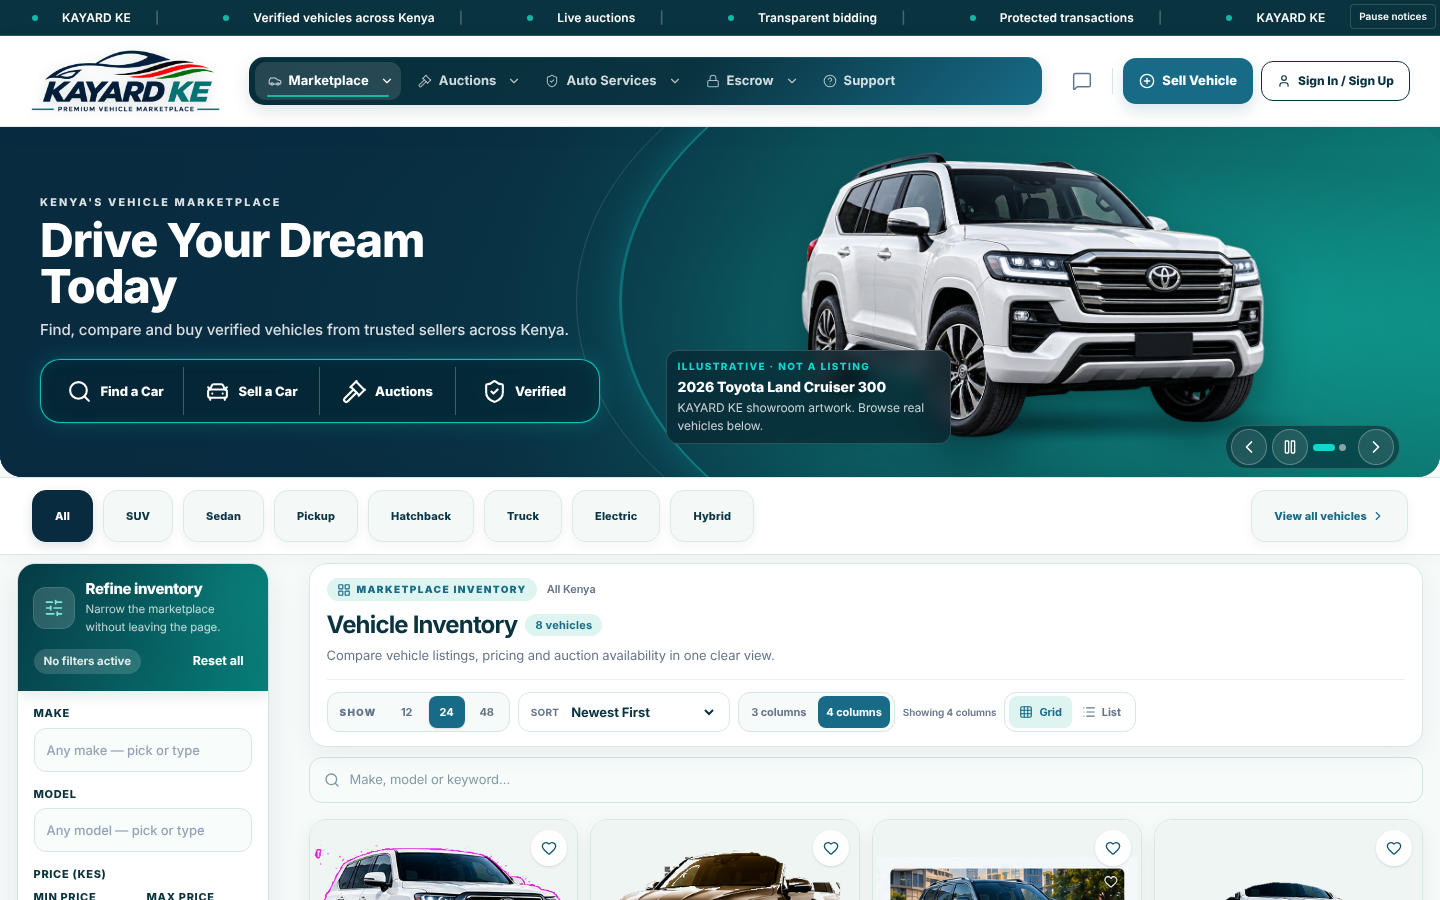 KAYARD KE
Verified vehicles across Kenya
Live auctions
Transparent bidding
Protected transactions
KAYARD KE
Pause notices
KAYARD KE
PREMIUM VEHICLE MARKETPLACE
Marketplace
Auctions
Auto Services
Escrow
Support
Sell Vehicle
Sign In / Sign Up
KENYA'S VEHICLE MARKETPLACE
Drive Your Dream
Today
Find, compare and buy verified vehicles from trusted sellers across Kenya.
Find a Car
Sell a Car
Auctions
Verified
ILLUSTRATIVE · NOT A LISTING
2026 Toyota Land Cruiser 300
KAYARD KE showroom artwork. Browse real
vehicles below.
All
SUV
Sedan
Pickup
Hatchback
Truck
Electric
Hybrid
View all vehicles
Refine inventory
Narrow the marketplace
without leaving the page.
No filters active
Reset all
MAKE
Any make — pick or type
MODEL
Any model — pick or type
PRICE (KES)
MIN PRICE
MAX PRICE
MARKETPLACE INVENTORY
All Kenya
Vehicle Inventory
8 vehicles
Compare vehicle listings, pricing and auction availability in one clear view.
SHOW
12
24
48
SORT
Newest First
3 columns
4 columns
Showing 4 columns
Grid
List
Make, model or keyword...